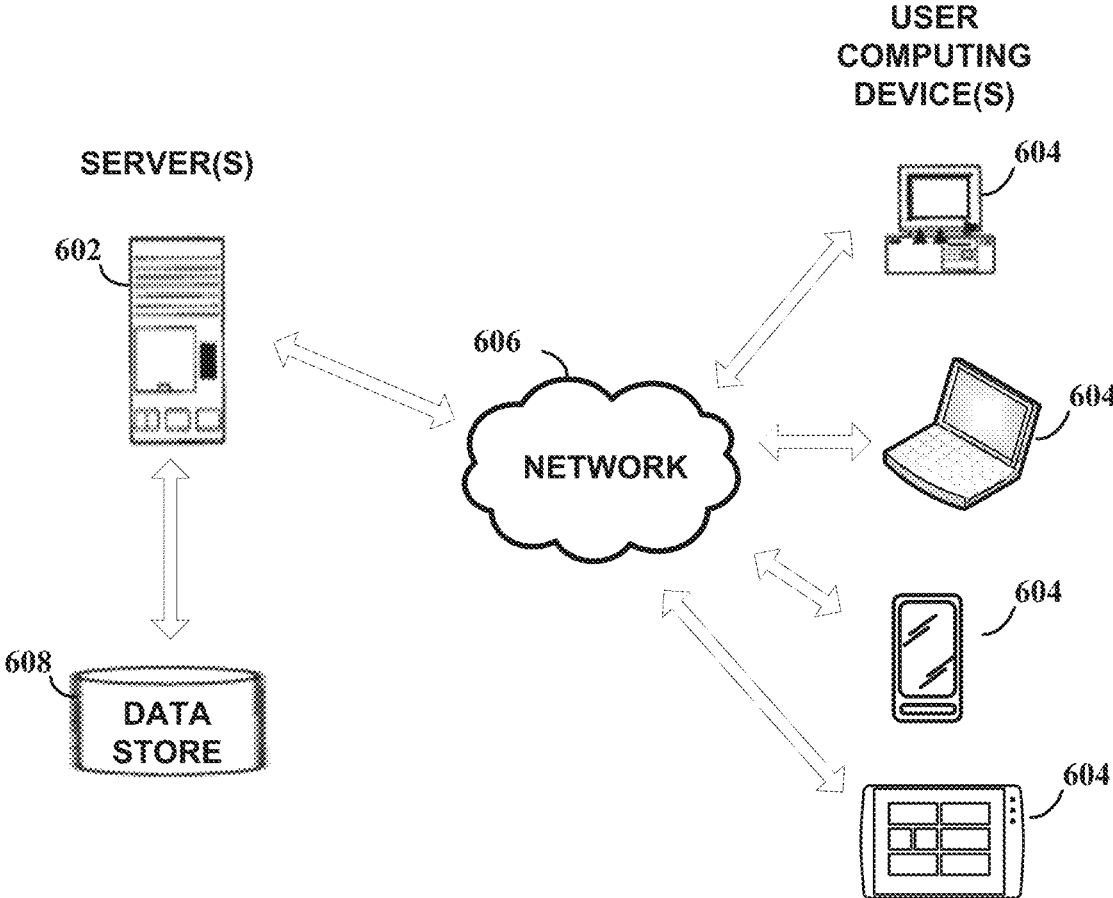 USER
COMPUTING
DEVICE(S)
SERVER(S)
604
602
606
604
NETWORK
604
608
DATA
STORE
604